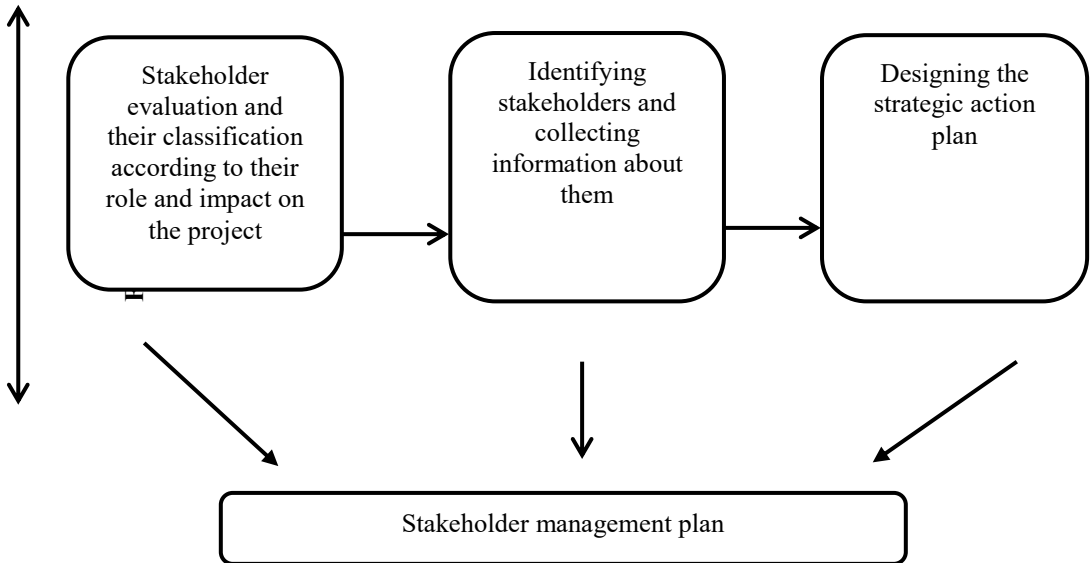 Stakeholder
evaluation and
their classification
according to their
role and impact on
the project
Identifying
stakeholders and
collecting
information about
them
Designing the
strategic action
plan
Stakeholder management plan